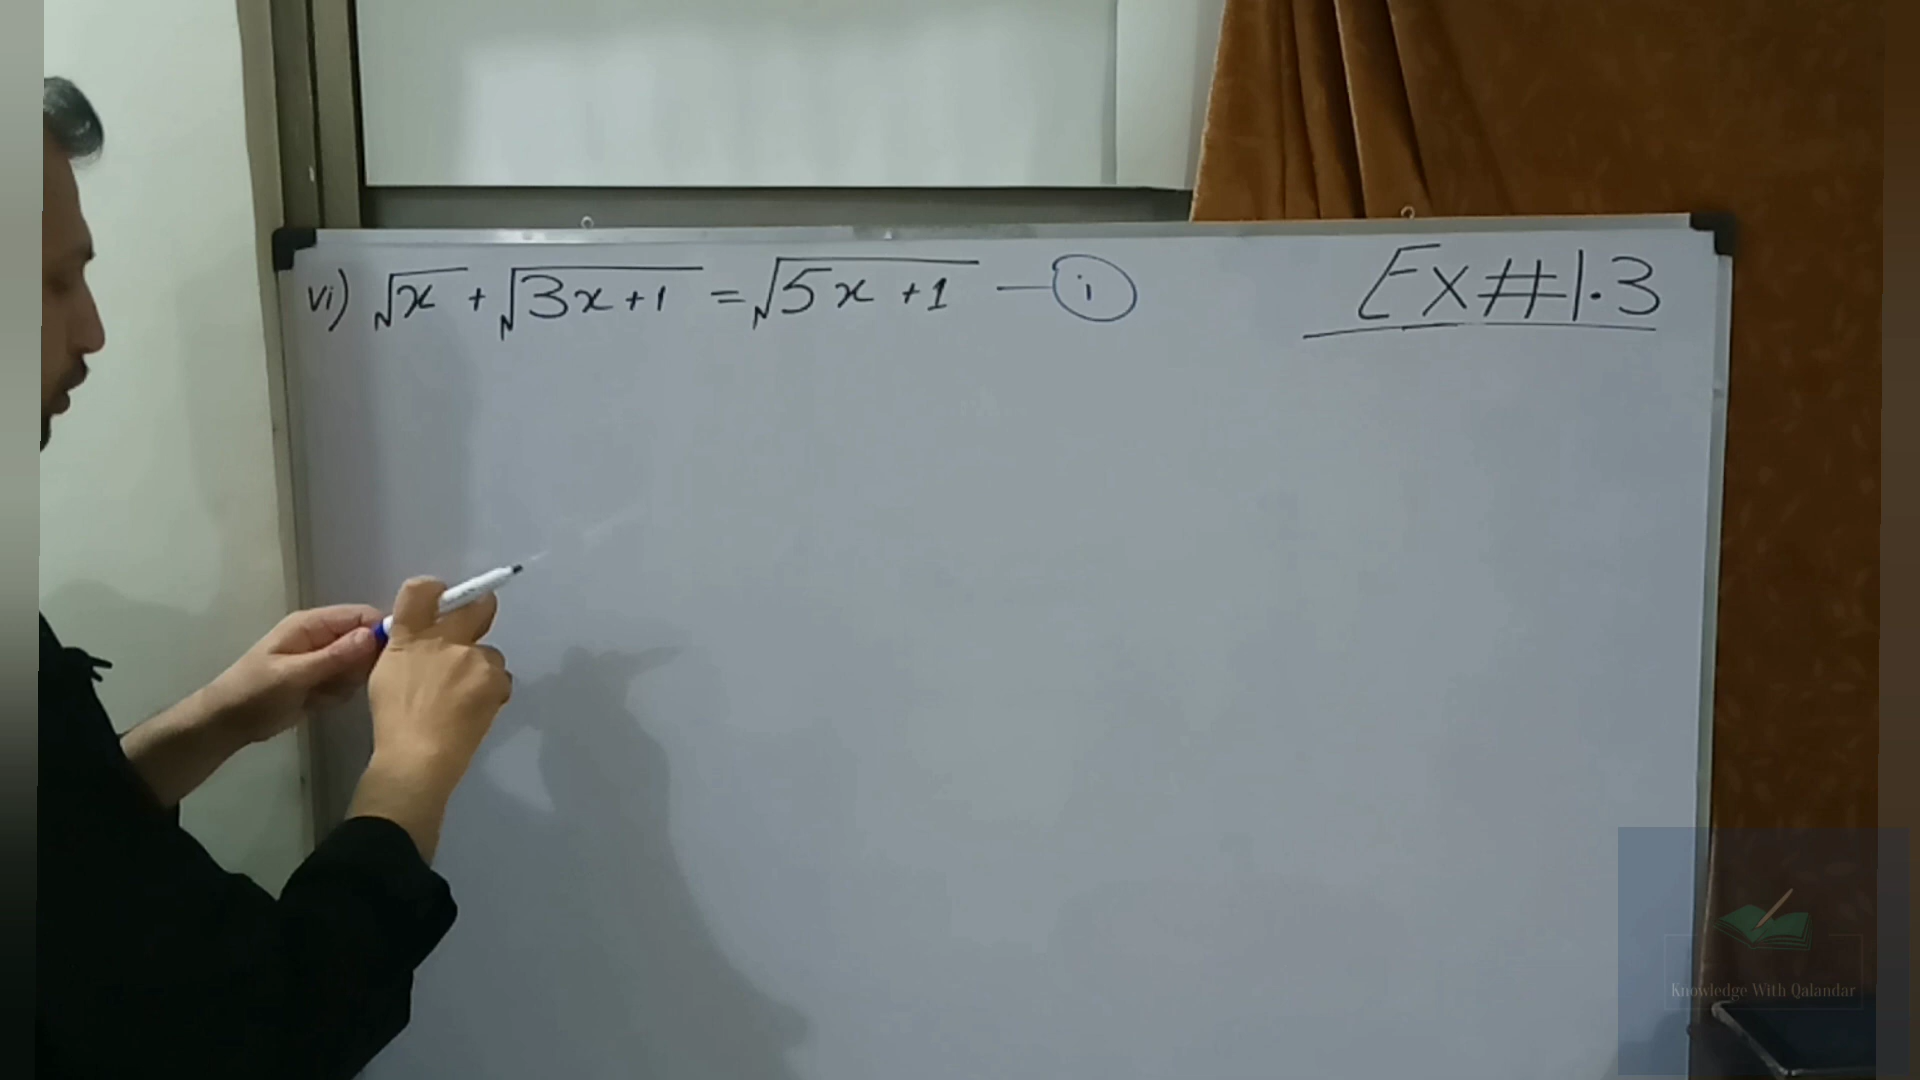 vi) √x + √3x+1 = √5x+1 — i
Ex#1.3
Knowledge With Qalandar